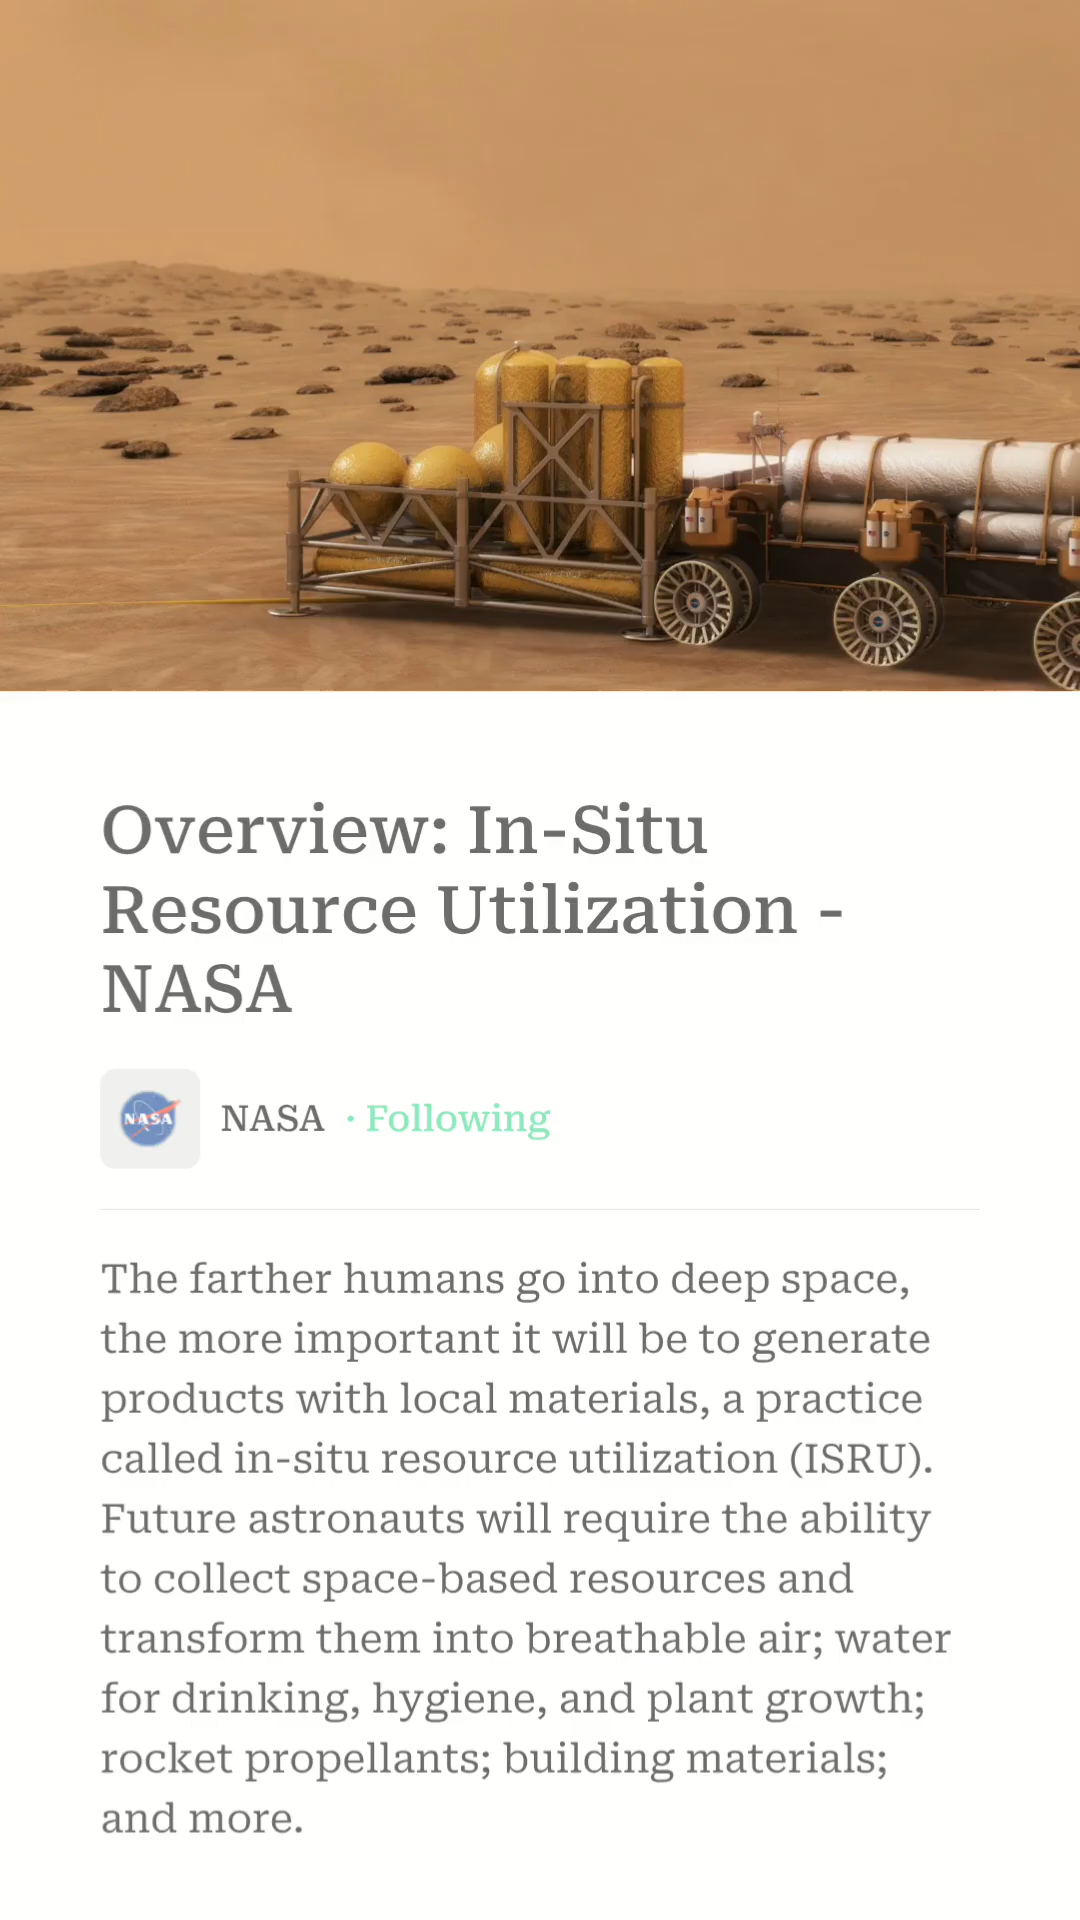 Overview: In-Situ
Resource Utilization -
NASA
NASA
NASA · Following
The farther humans go into deep space,
the more important it will be to generate
products with local materials, a practice
called in-situ resource utilization (ISRU).
Future astronauts will require the ability
to collect space-based resources and
transform them into breathable air; water
for drinking, hygiene, and plant growth;
rocket propellants; building materials;
and more.